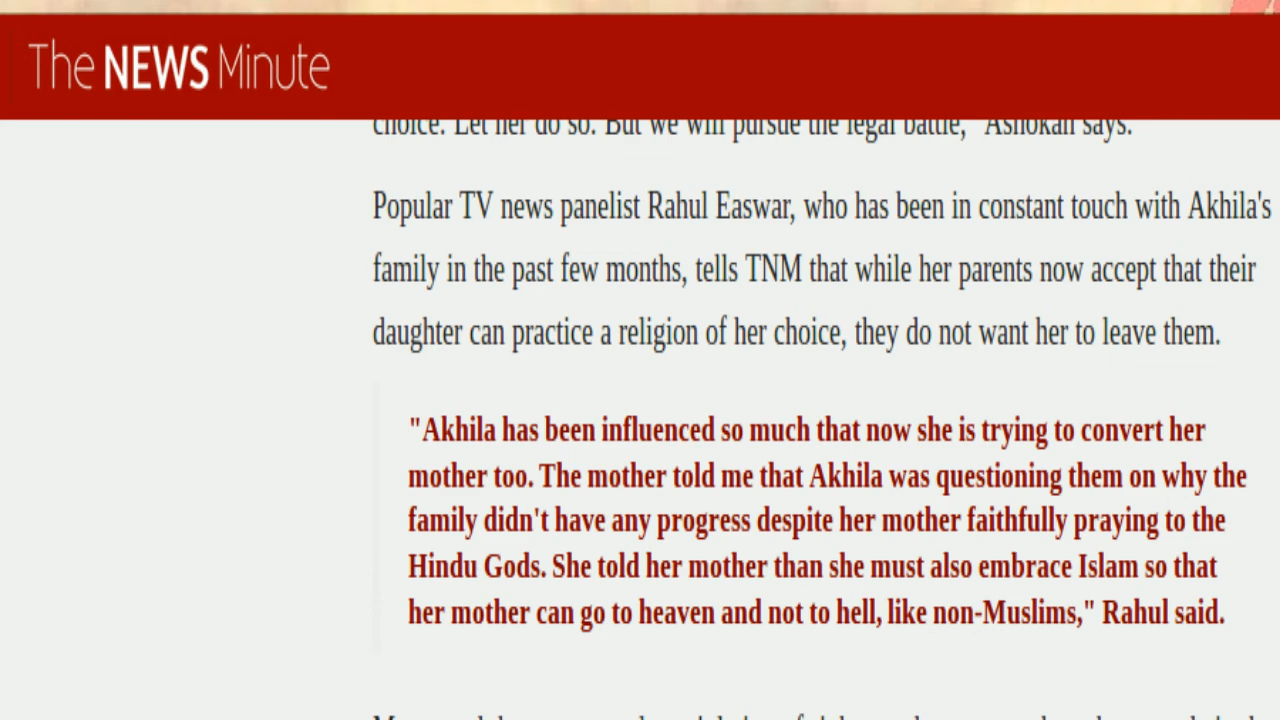 The NEWS Minute
choice. Let her do so. But we will pursue the legal battle," Ashokan says.
Popular TV news panelist Rahul Easwar, who has been in constant touch with Akhila's
family in the past few months, tells TNM that while her parents now accept that their
daughter can practice a religion of her choice, they do not want her to leave them.
"Akhila has been influenced so much that now she is trying to convert her
mother too. The mother told me that Akhila was questioning them on why the
family didn't have any progress despite her mother faithfully praying to the
Hindu Gods. She told her mother than she must also embrace Islam so that
her mother can go to heaven and not to hell, like non-Muslims," Rahul said.